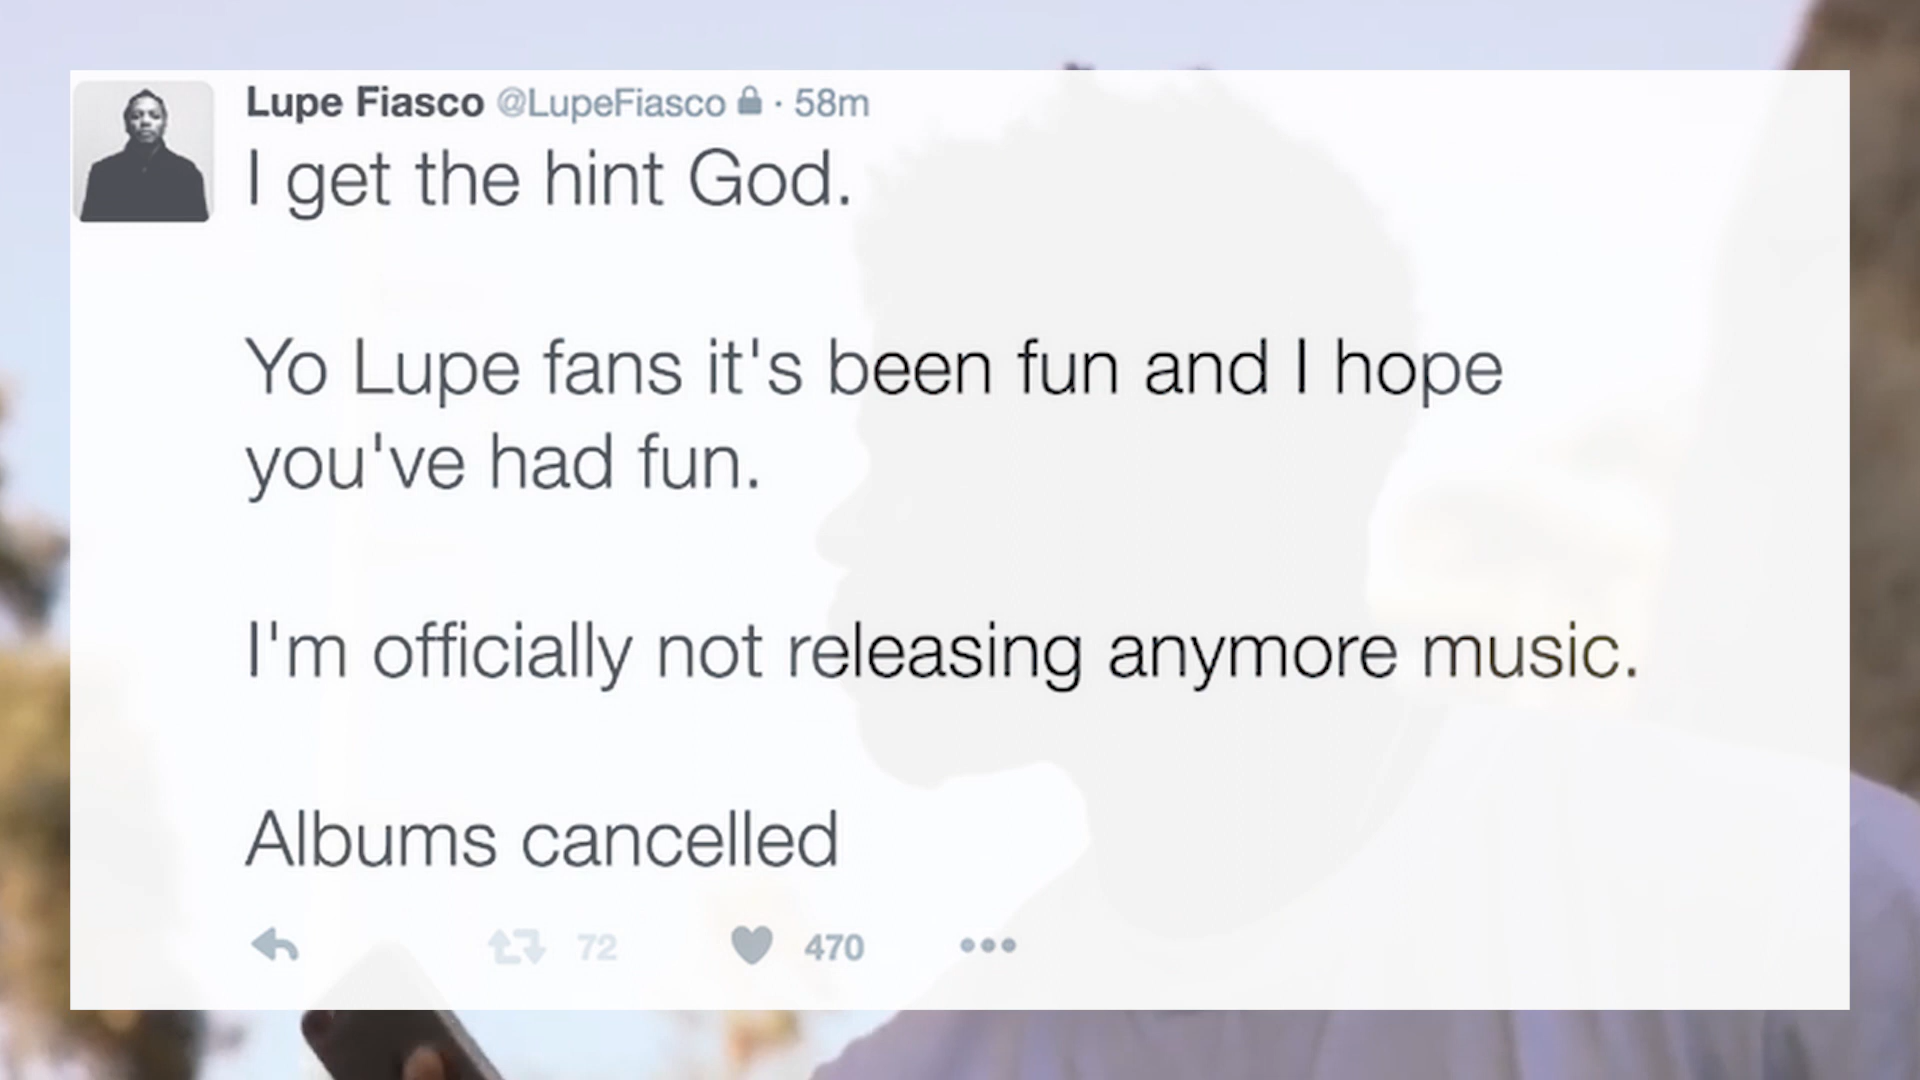 Lupe Fiasco @LupeFiasco · 58m
I get the hint God.
Yo Lupe fans it's been fun and I hope
you've had fun.
I'm officially not releasing anymore music.
Albums cancelled
72 470